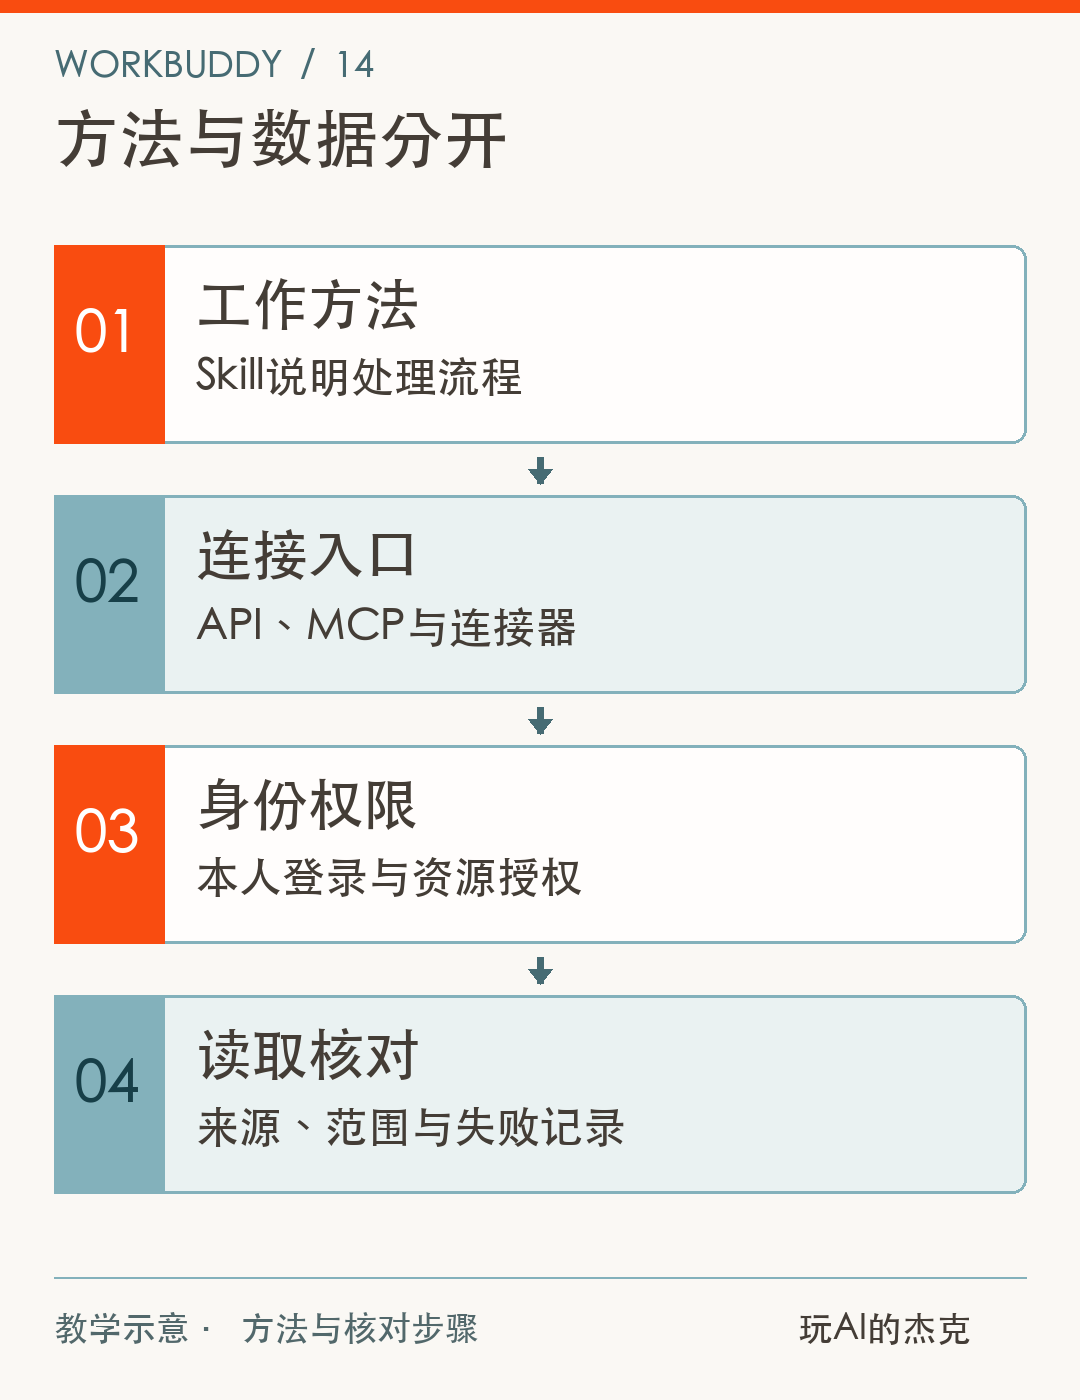 WORKBUDDY / 14
方法与数据分开
01
工作方法
Skill说明处理流程
02
连接入口
API、MCP与连接器
03
身份权限
本人登录与资源授权
04
读取核对
来源、范围与失败记录
教学示意 · 方法与核对步骤
玩AI的杰克